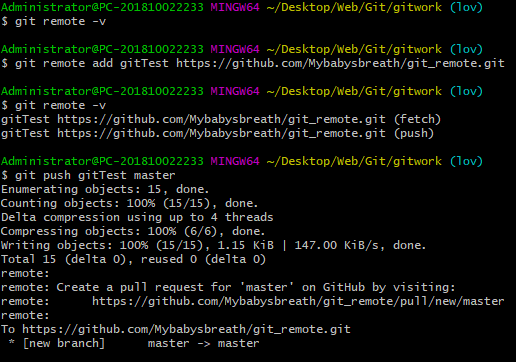 Administrator@PC-201810022233 MINGW64 ~/Desktop/Web/Git/gitwork (lov)
$ git remote -v
Administrator@PC-201810022233 MINGW64 ~/Desktop/Web/Git/gitwork (lov)
$ git remote add gitTest https://github.com/Mybabysbreath/git_remote.git
Administrator@PC-201810022233 MINGW64 ~/Desktop/Web/Git/gitwork (lov)
$ git remote -v
gitTest https://github.com/Mybabysbreath/git_remote.git (fetch)
gitTest https://github.com/Mybabysbreath/git_remote.git (push)
Administrator@PC-201810022233 MINGW64 ~/Desktop/Web/Git/gitwork (lov)
$ git push gitTest master
Enumerating objects: 15, done.
Counting objects: 100% (15/15), done.
Delta compression using up to 4 threads
Compressing objects: 100% (6/6), done.
Writing objects: 100% (15/15), 1.15 KiB | 147.00 KiB/s, done.
Total 15 (delta 0), reused 0 (delta 0)
remote:
remote: Create a pull request for 'master' on GitHub by visiting:
remote:      https://github.com/Mybabysbreath/git_remote/pull/new/master
remote:
To https://github.com/Mybabysbreath/git_remote.git
 * [new branch]      master -> master